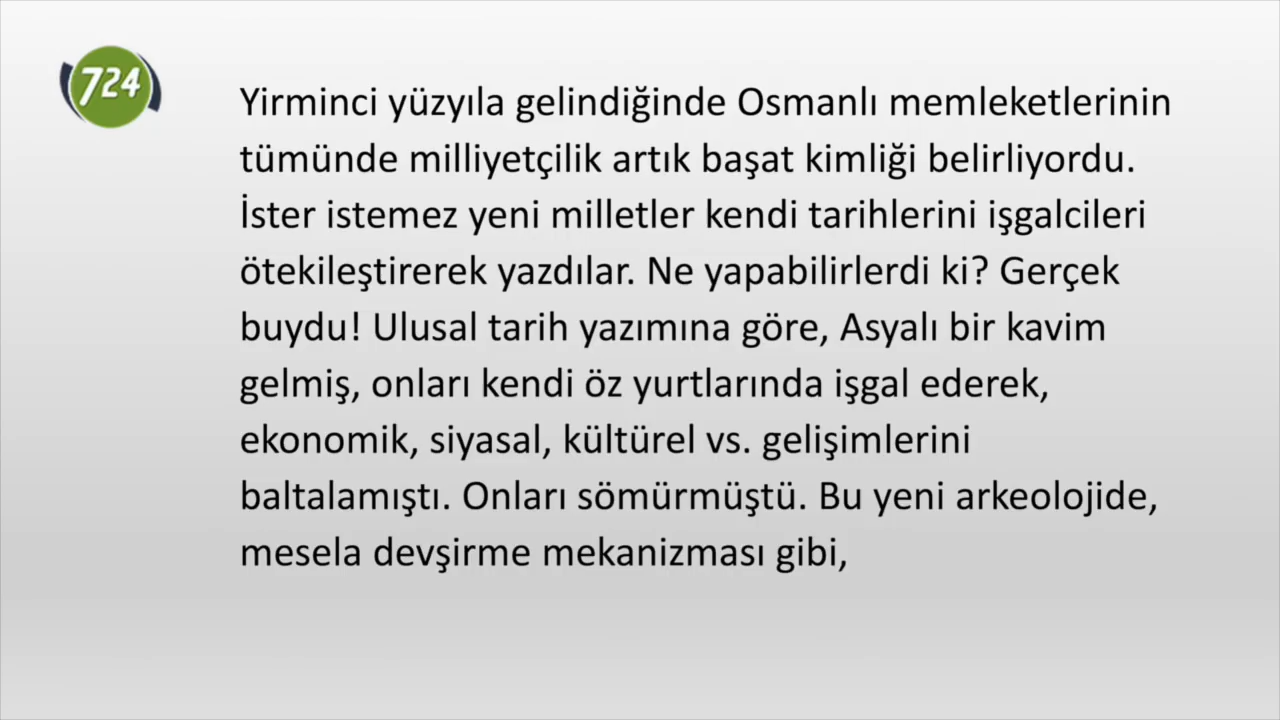 724
Yirminci yüzyıla gelindiğinde Osmanlı memleketlerinin
tümünde milliyetçilik artık başat kimliği belirliyordu.
İster istemez yeni milletler kendi tarihlerini işgalcileri
ötekileştirerek yazdılar. Ne yapabilirlerdi ki? Gerçek
buydu! Ulusal tarih yazımına göre, Asyalı bir kavim
gelmiş, onları kendi öz yurtlarında işgal ederek,
ekonomik, siyasal, kültürel vs. gelişimlerini
baltalamıştı. Onları sömürmüştü. Bu yeni arkeolojide,
mesela devşirme mekanizması gibi,